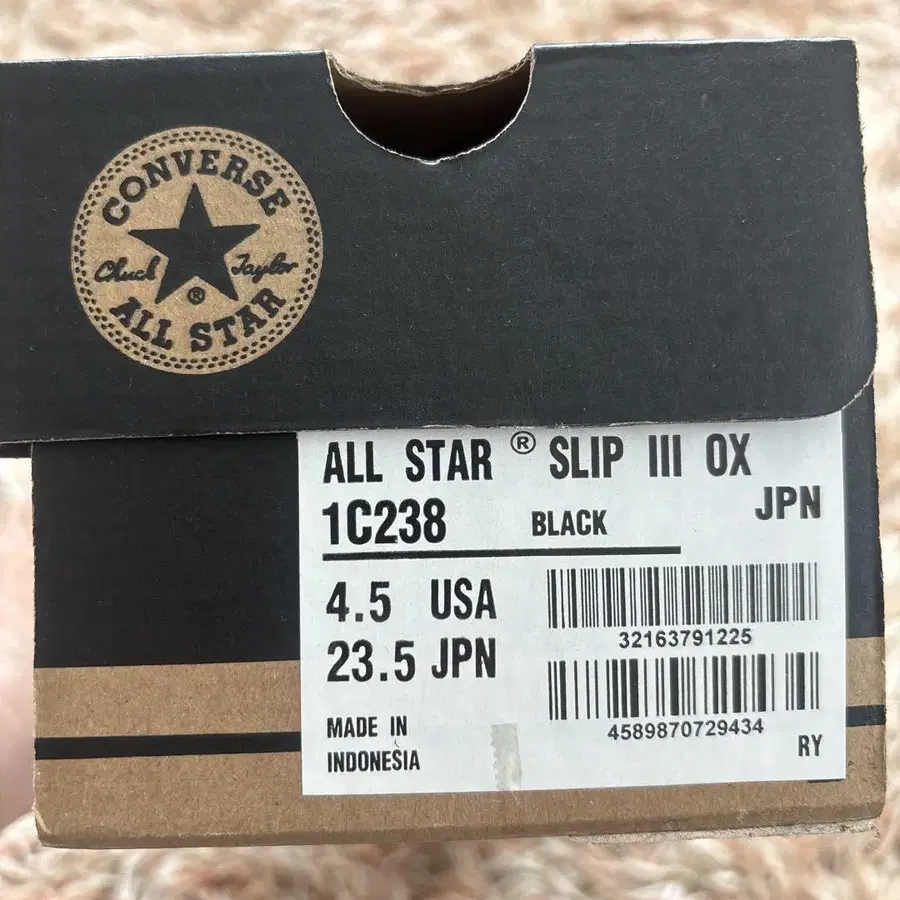 CONVERSE
Chuck Taylor
®
ALL STAR
ALL STAR ® SLIP III OX
1C238 BLACK JPN
4.5 USA
23.5 JPN
32163791225
4589870729434
MADE IN
INDONESIA
RY